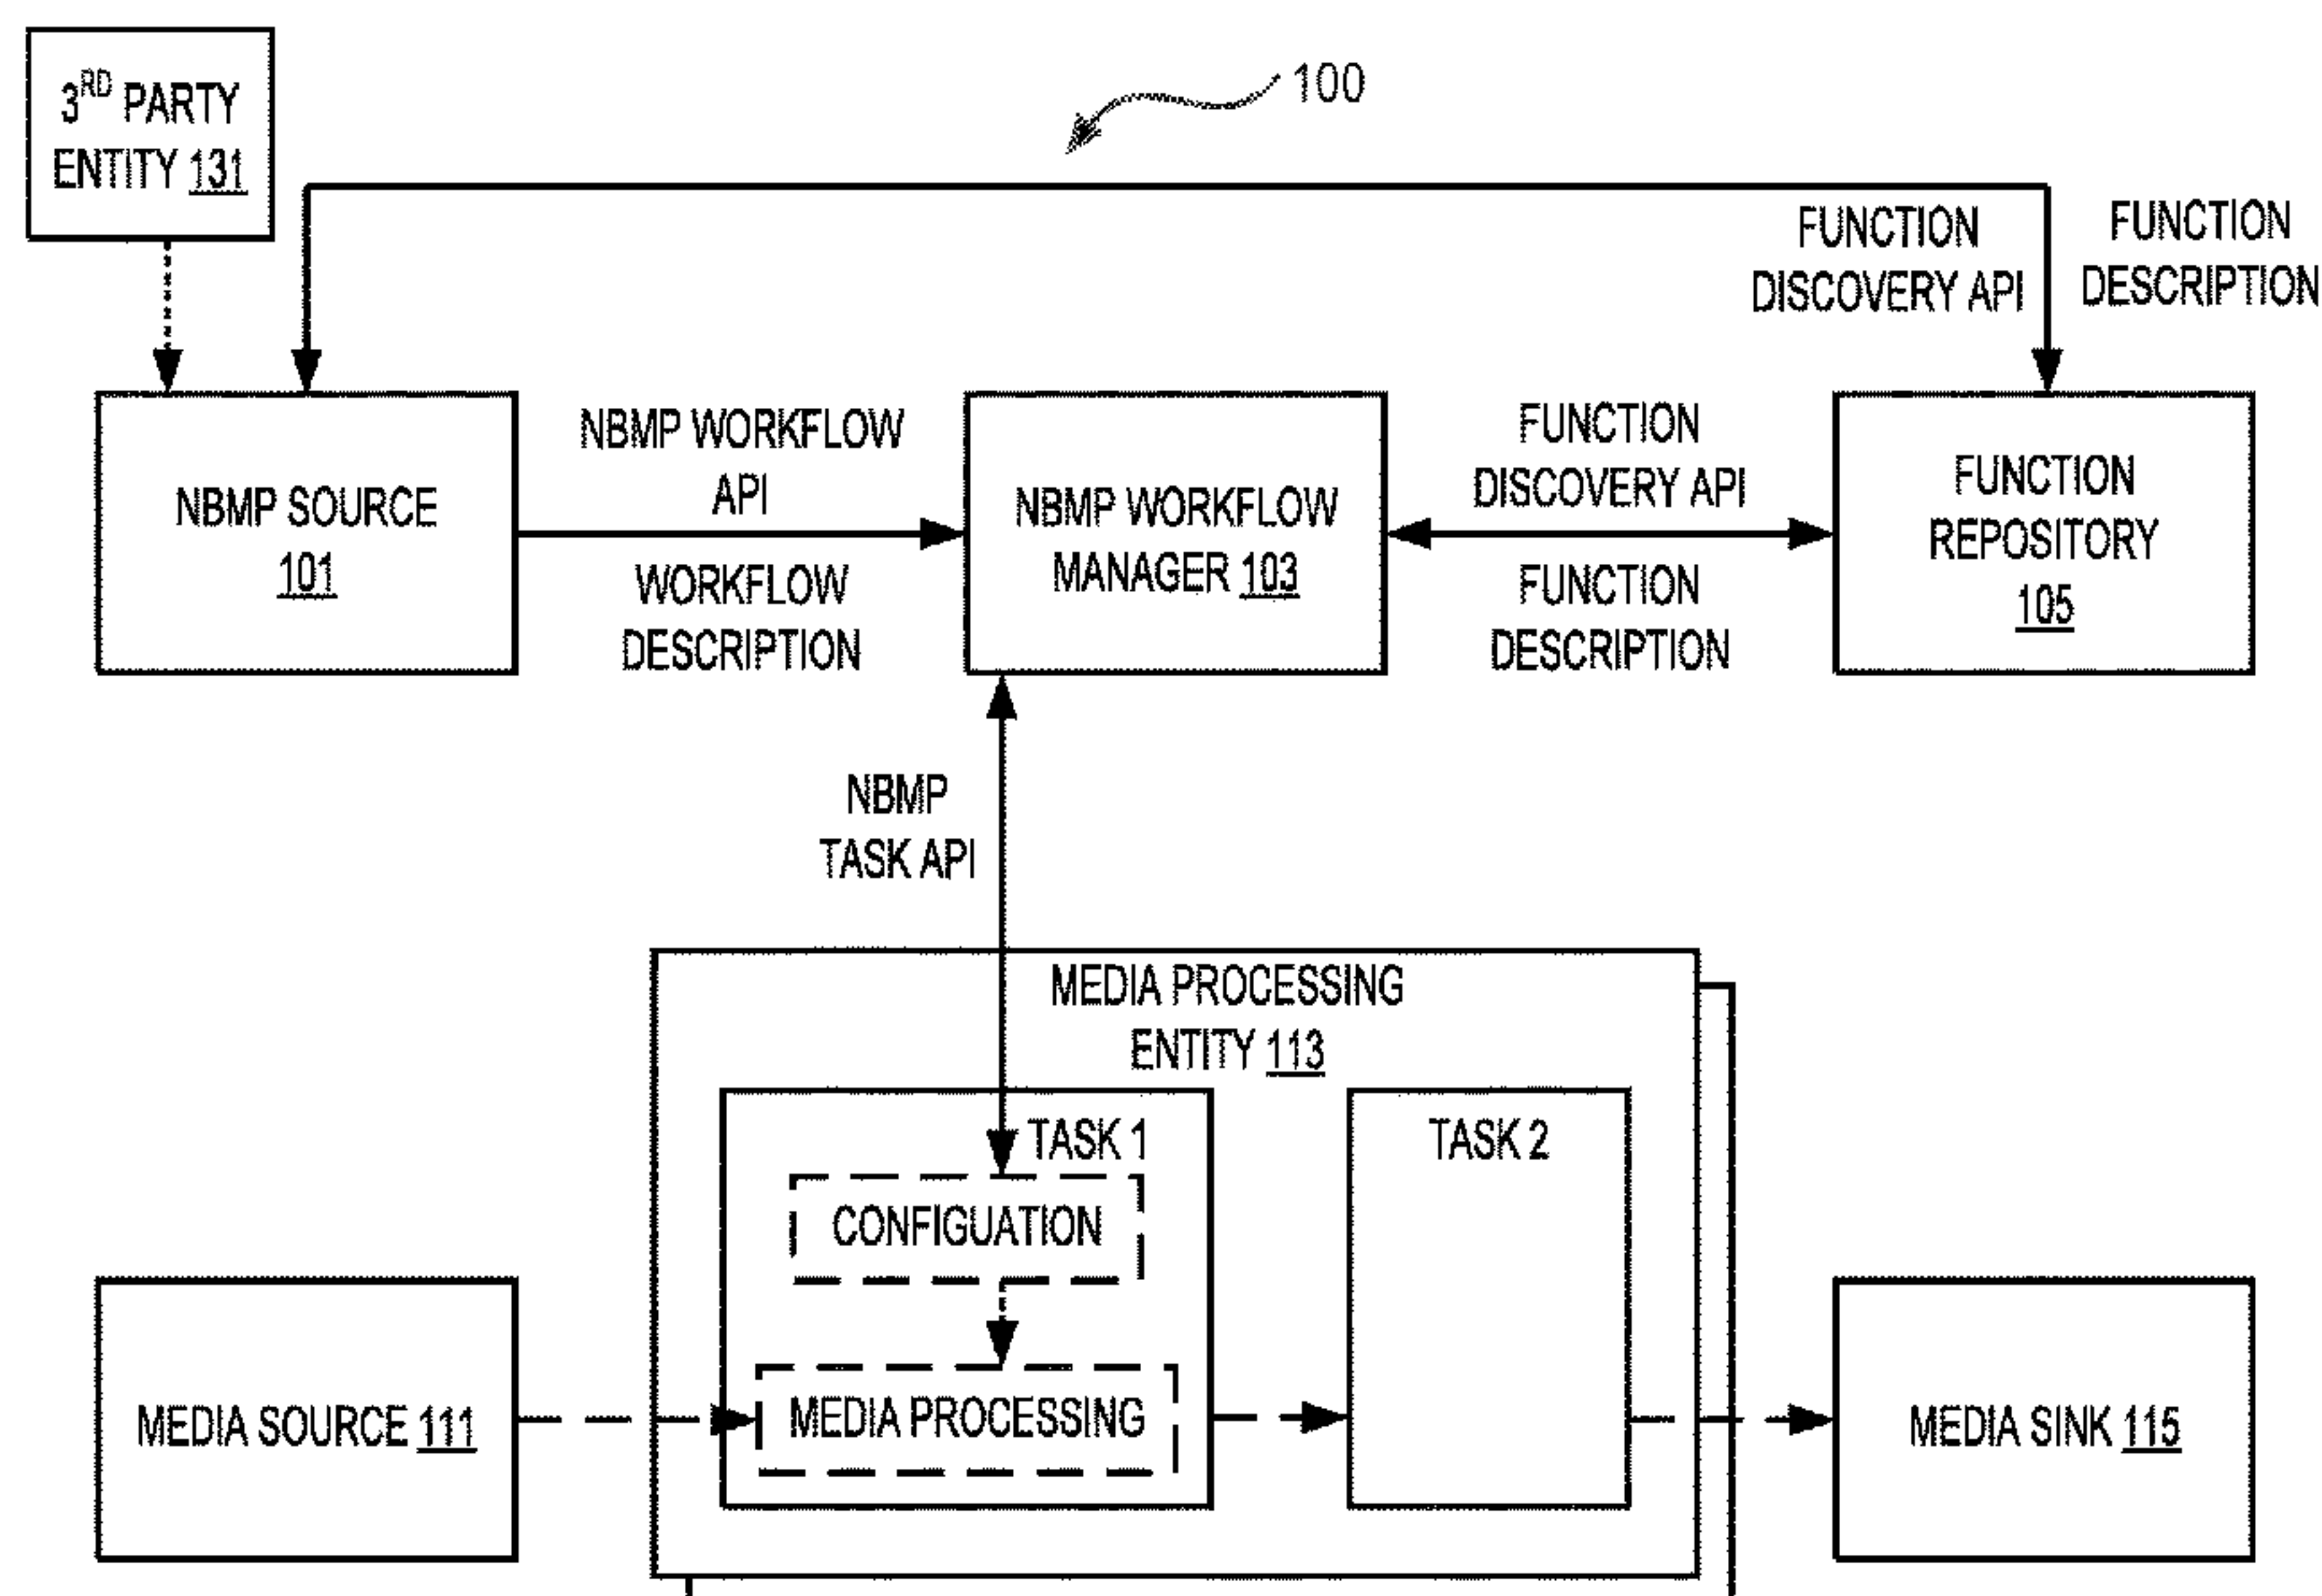 3RD PARTY
ENTITY 131
100
FUNCTION
DISCOVERY API
FUNCTION
DESCRIPTION
NBMP SOURCE
101
NBMP WORKFLOW
API
WORKFLOW
DESCRIPTION
NBMP WORKFLOW
MANAGER 103
FUNCTION
DISCOVERY API
FUNCTION
DESCRIPTION
FUNCTION
REPOSITORY
105
NBMP
TASK API
MEDIA PROCESSING
ENTITY 113
TASK 1
CONFIGUATION
MEDIA PROCESSING
TASK 2
MEDIA SOURCE 111
MEDIA SINK 115